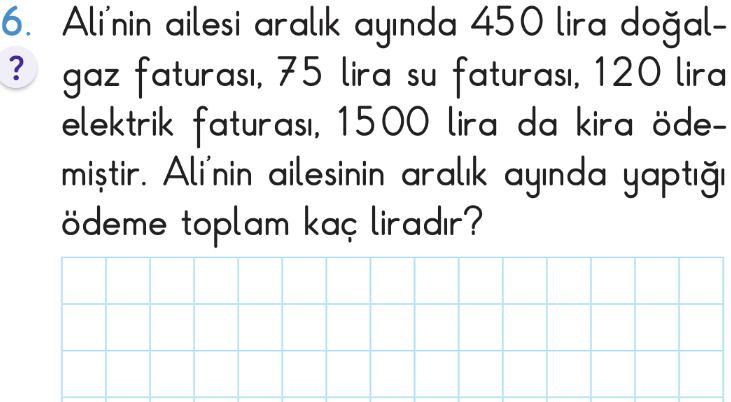 6. Ali'nin ailesi aralık ayında 450 lira doğal-
? gaz faturası, 75 lira su faturası, 120 lira
elektrik faturası, 1500 lira da kira öde-
miştir. Ali'nin ailesinin aralık ayında yaptığı
ödeme toplam kaç liradır?